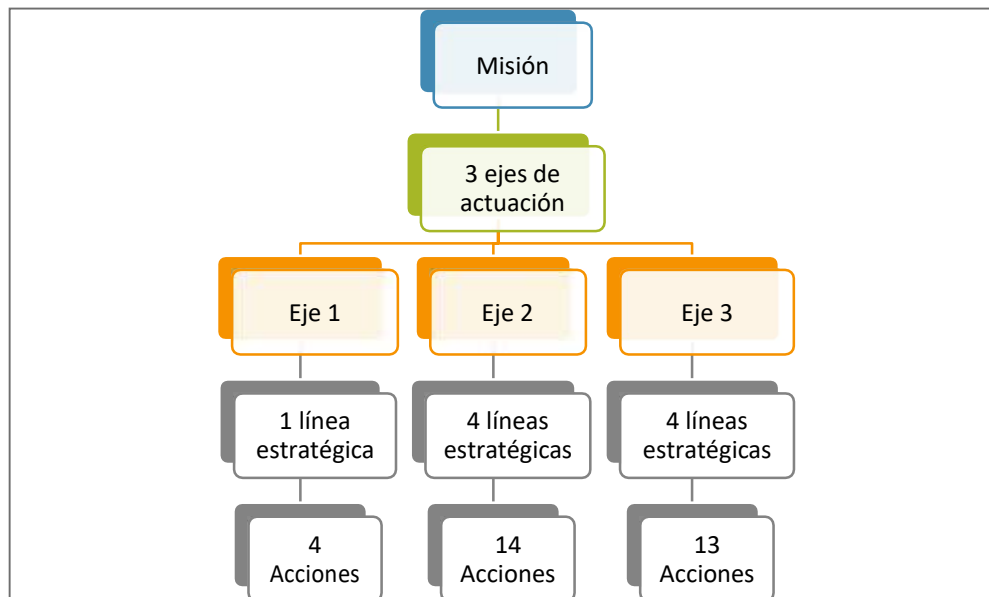 Misión
3 ejes de
actuación
Eje 1
Eje 2
Eje 3
1 línea
estratégica
4 líneas
estratégicas
4 líneas
estratégicas
4
Acciones
14
Acciones
13
Acciones